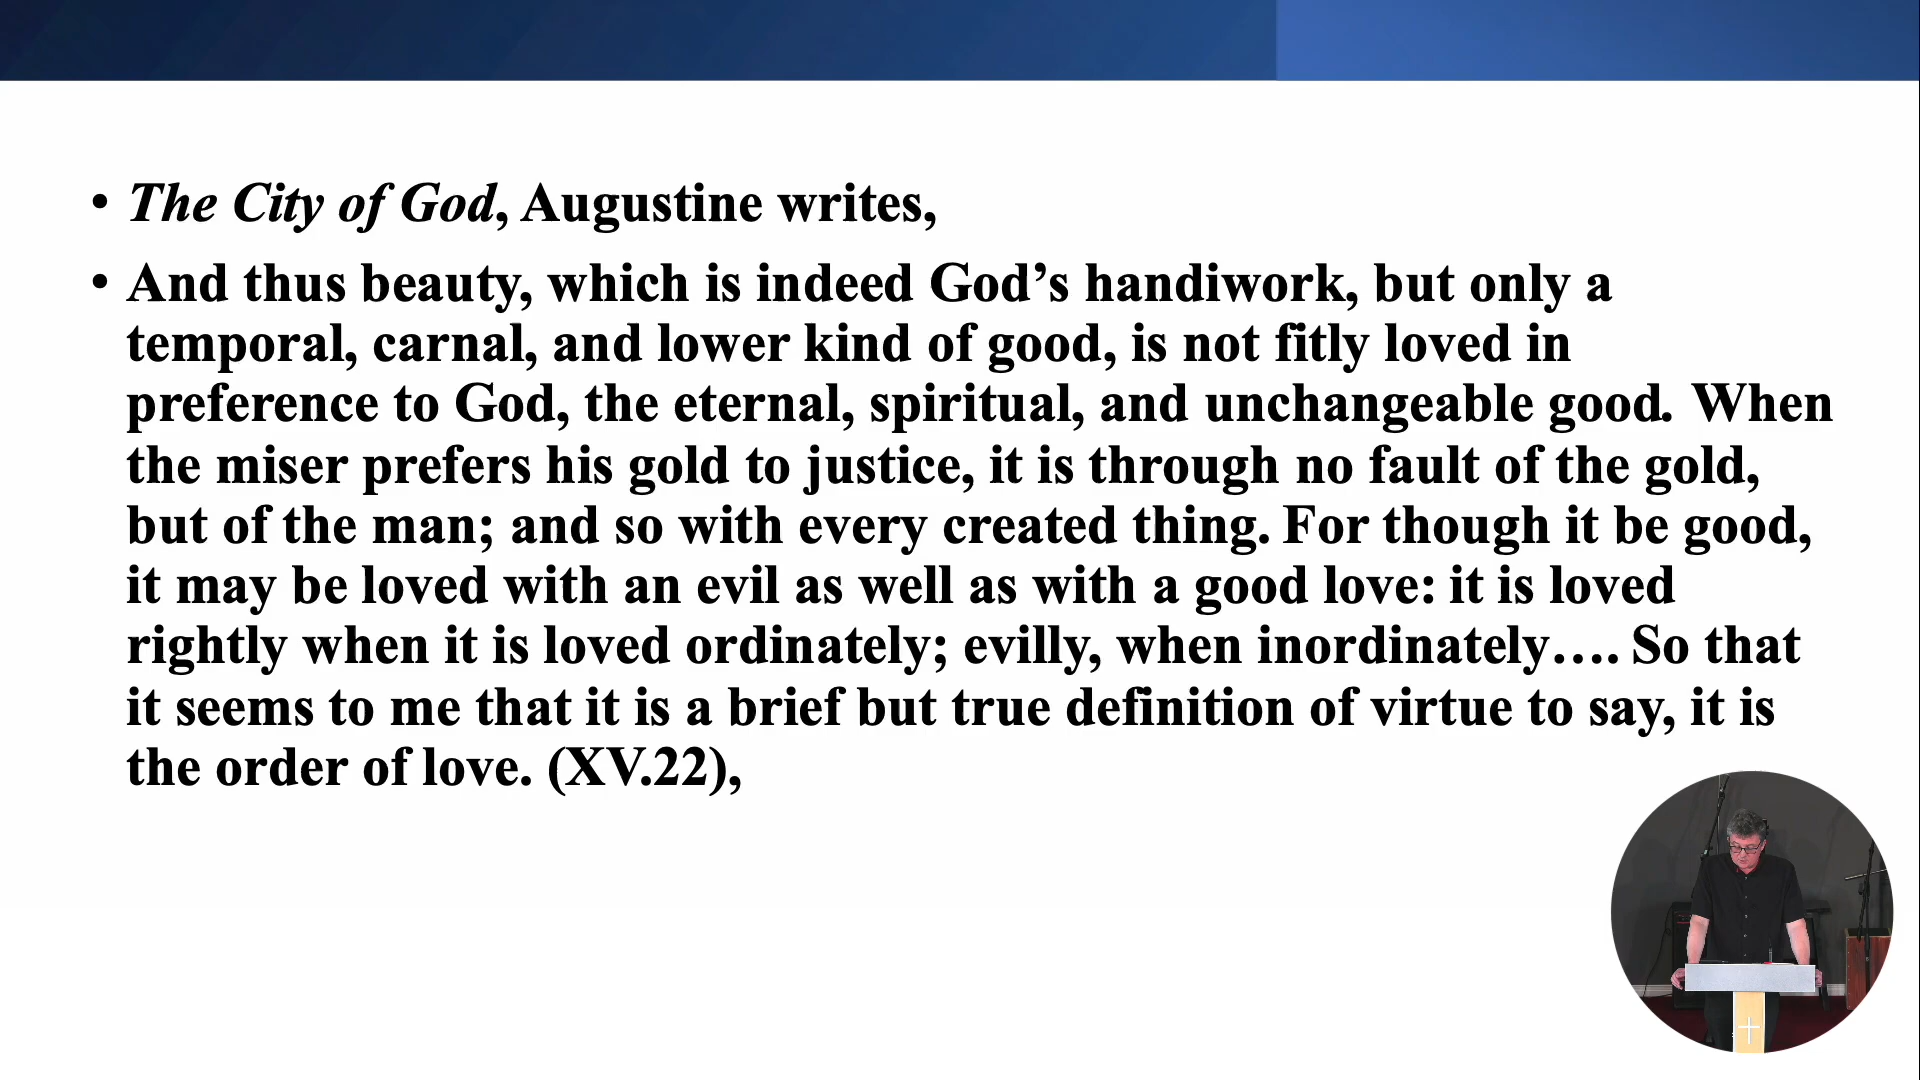 • The City of God, Augustine writes,
• And thus beauty, which is indeed God’s handiwork, but only a
temporal, carnal, and lower kind of good, is not fitly loved in
preference to God, the eternal, spiritual, and unchangeable good. When
the miser prefers his gold to justice, it is through no fault of the gold,
but of the man; and so with every created thing. For though it be good,
it may be loved with an evil as well as with a good love: it is loved
rightly when it is loved ordinately; evilly, when inordinately…. So that
it seems to me that it is a brief but true definition of virtue to say, it is
the order of love. (XV.22),